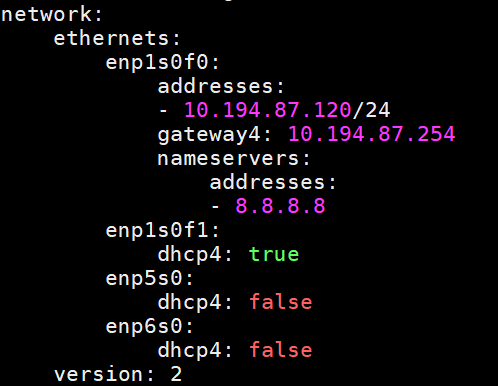 network:
    ethernets:
        enp1s0f0:
            addresses:
            - 10.194.87.120/24
            gateway4: 10.194.87.254
            nameservers:
                addresses:
                - 8.8.8.8
        enp1s0f1:
            dhcp4: true
        enp5s0:
            dhcp4: false
        enp6s0:
            dhcp4: false
    version: 2